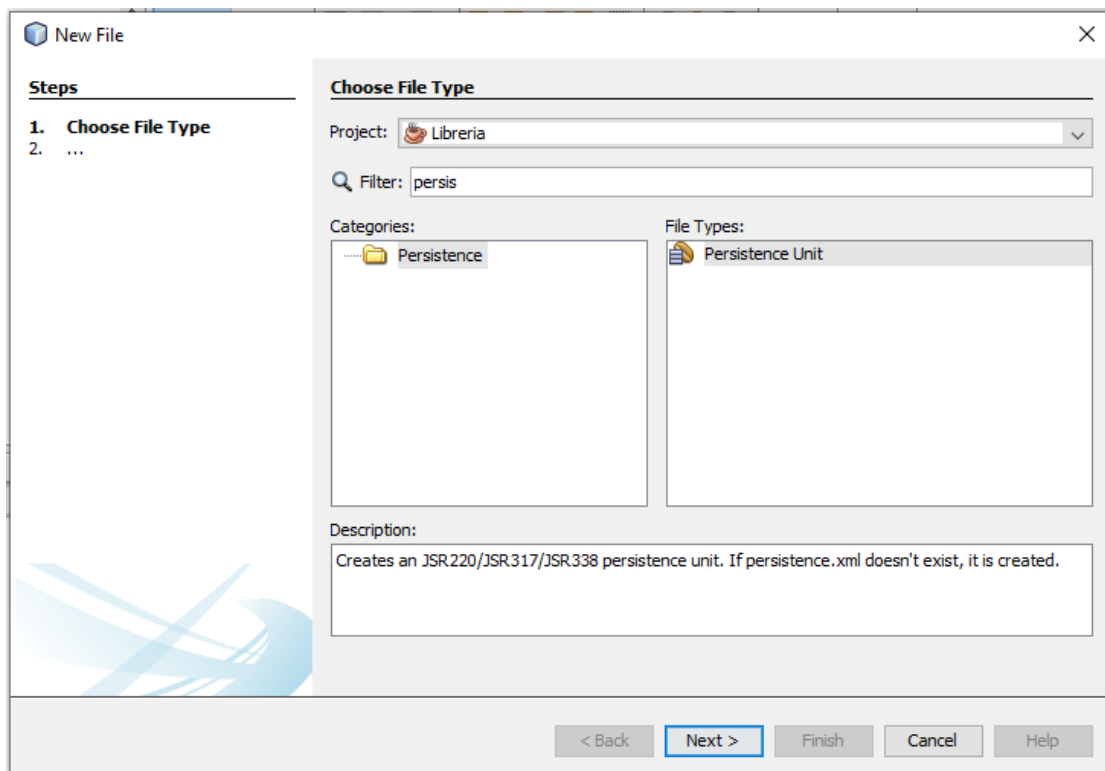 New File
Steps
1. Choose File Type
2. ...
Choose File Type
Project: Libreria
Filter: persis
Categories:
Persistence
File Types:
Persistence Unit
Description:
Creates an JSR220/JSR317/JSR338 persistence unit. If persistence.xml doesn't exist, it is created.
< Back Next > Finish Cancel Help